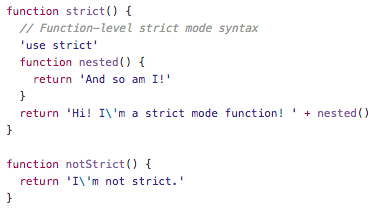 function strict() {
  // Function-level strict mode syntax
  'use strict'
  function nested() {
    return 'And so am I!'
  }
  return 'Hi! I\'m a strict mode function! ' + nested()
}

function notStrict() {
  return 'I\'m not strict.'
}